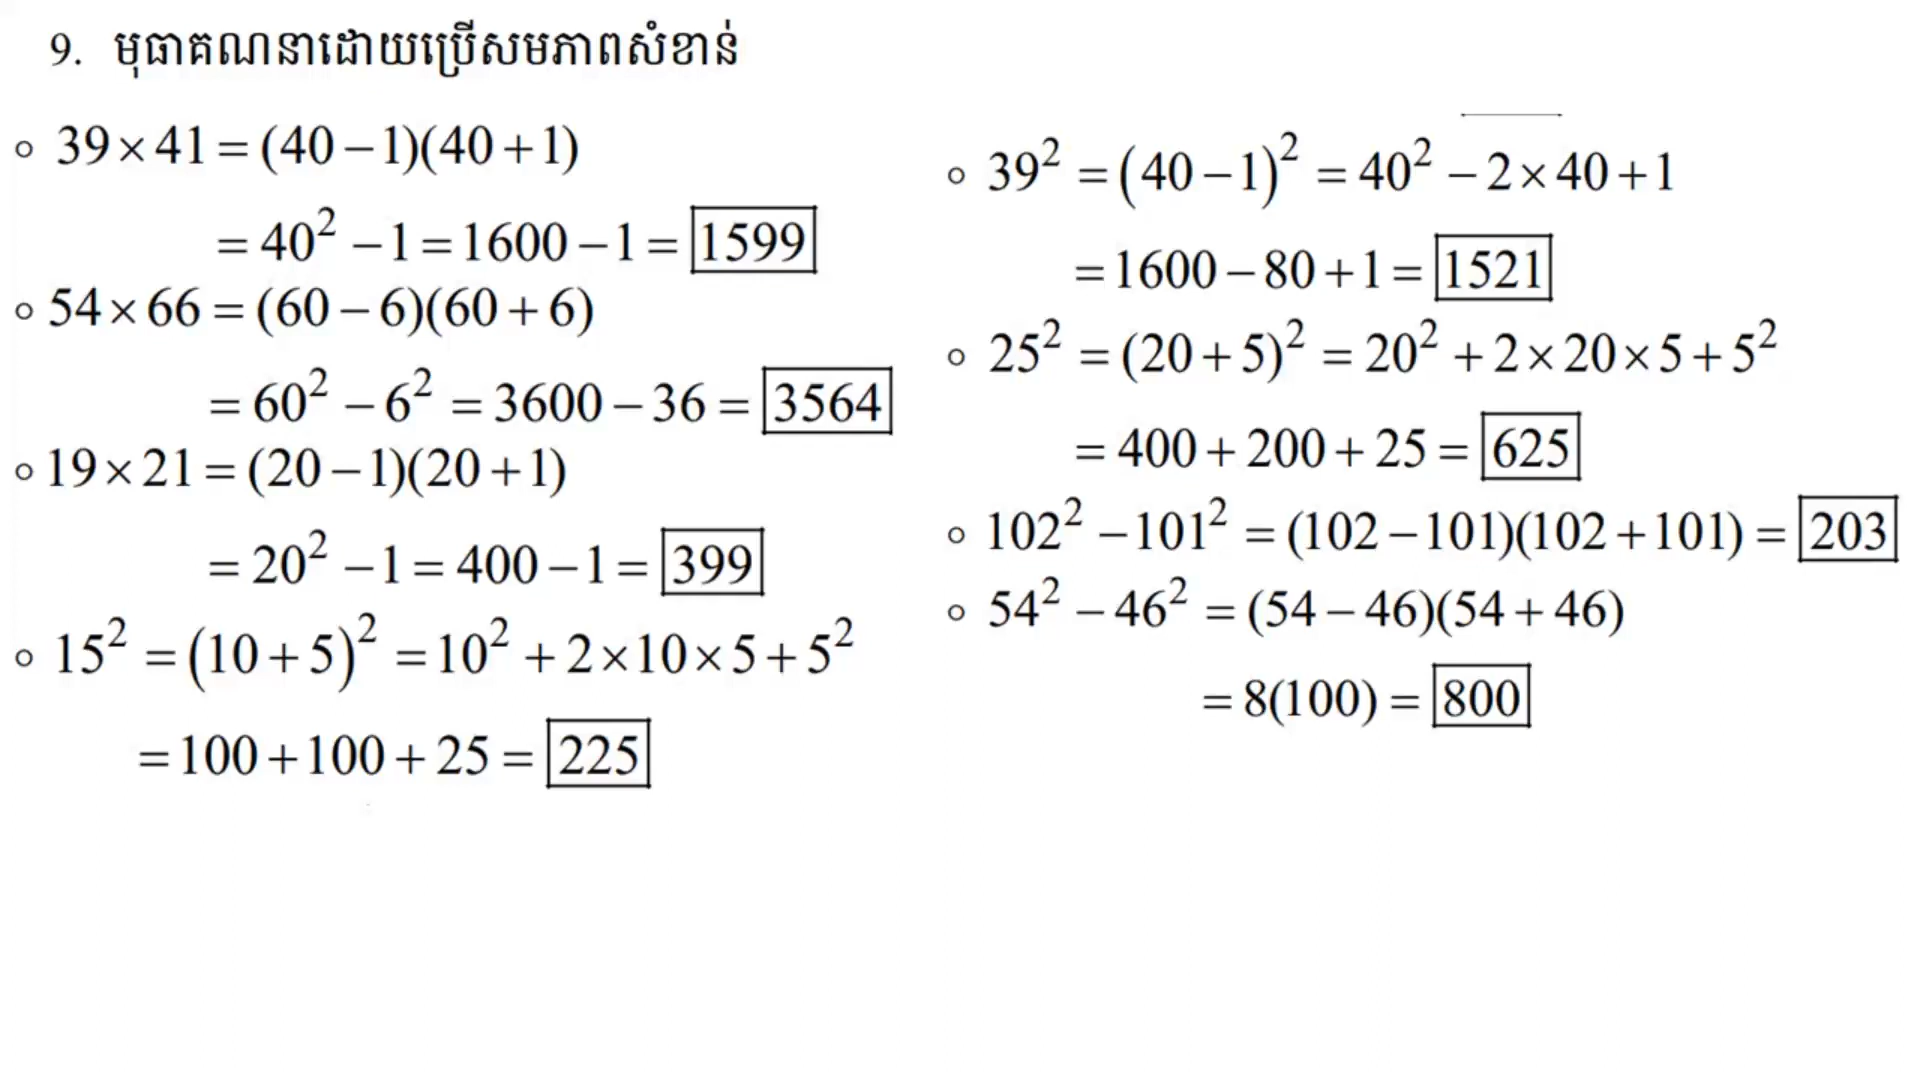 9. មុធាគណនាដោយប្រើសមភាពសំខាន់
∘ 39 × 41 = (40 − 1)(40 + 1)
= 40² − 1 = 1600 − 1 = 1599
∘ 54 × 66 = (60 − 6)(60 + 6)
= 60² − 6² = 3600 − 36 = 3564
∘ 19 × 21 = (20 − 1)(20 + 1)
= 20² − 1 = 400 − 1 = 399
∘ 15² = (10 + 5)² = 10² + 2 × 10 × 5 + 5²
= 100 + 100 + 25 = 225
∘ 39² = (40 − 1)² = 40² − 2 × 40 + 1
= 1600 − 80 + 1 = 1521
∘ 25² = (20 + 5)² = 20² + 2 × 20 × 5 + 5²
= 400 + 200 + 25 = 625
∘ 102² − 101² = (102 − 101)(102 + 101) = 203
∘ 54² − 46² = (54 − 46)(54 + 46)
= 8(100) = 800